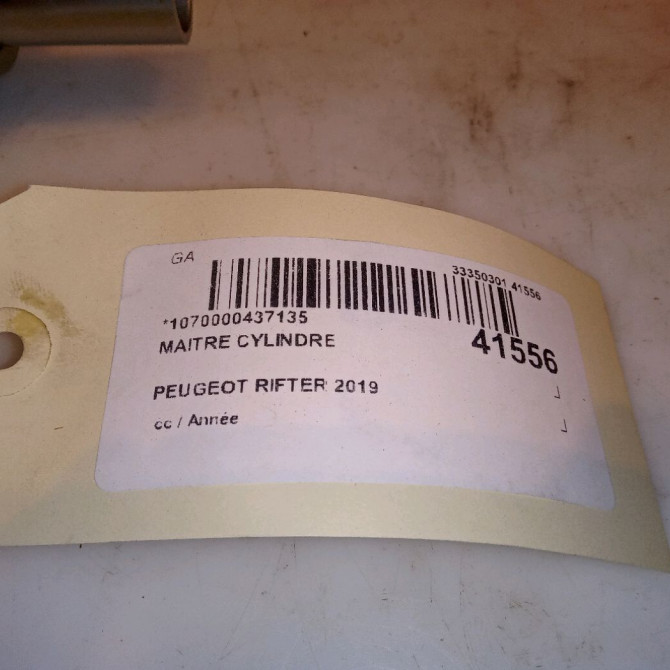 GA
33350301 41556
*1070000437135
41556
MAITRE CYLINDRE
PEUGEOT RIFTER 2019
cc / Année